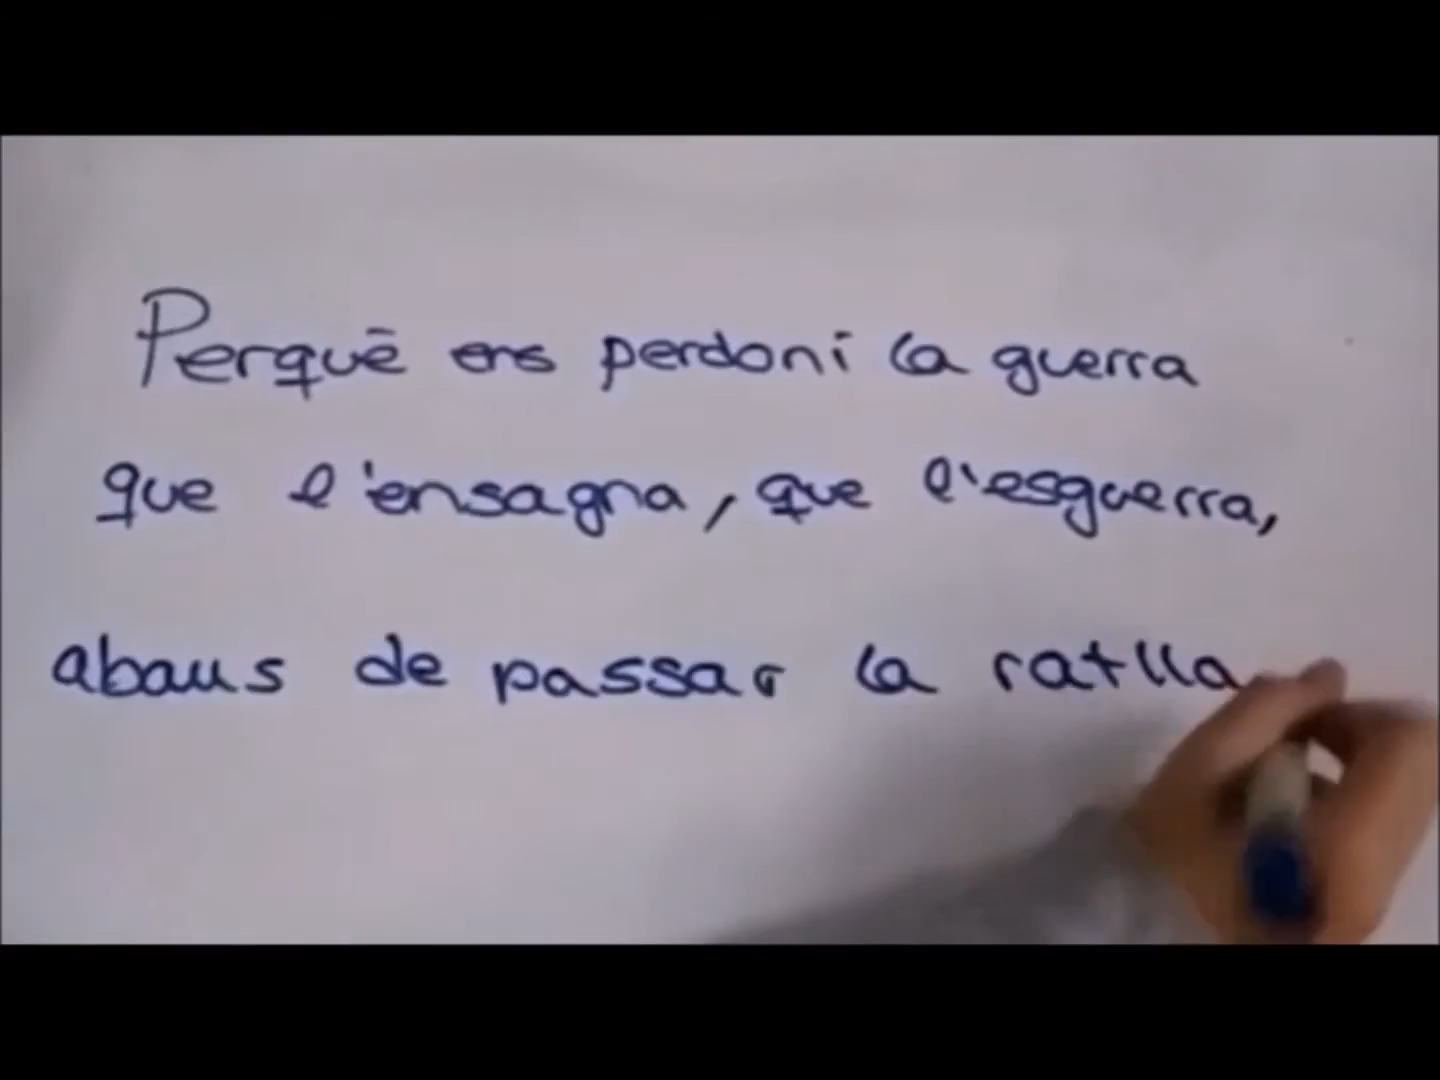 Perquè ens perdoni la guerra
que l'ensagna, que l'esguerra,
abans de passar la ratlla